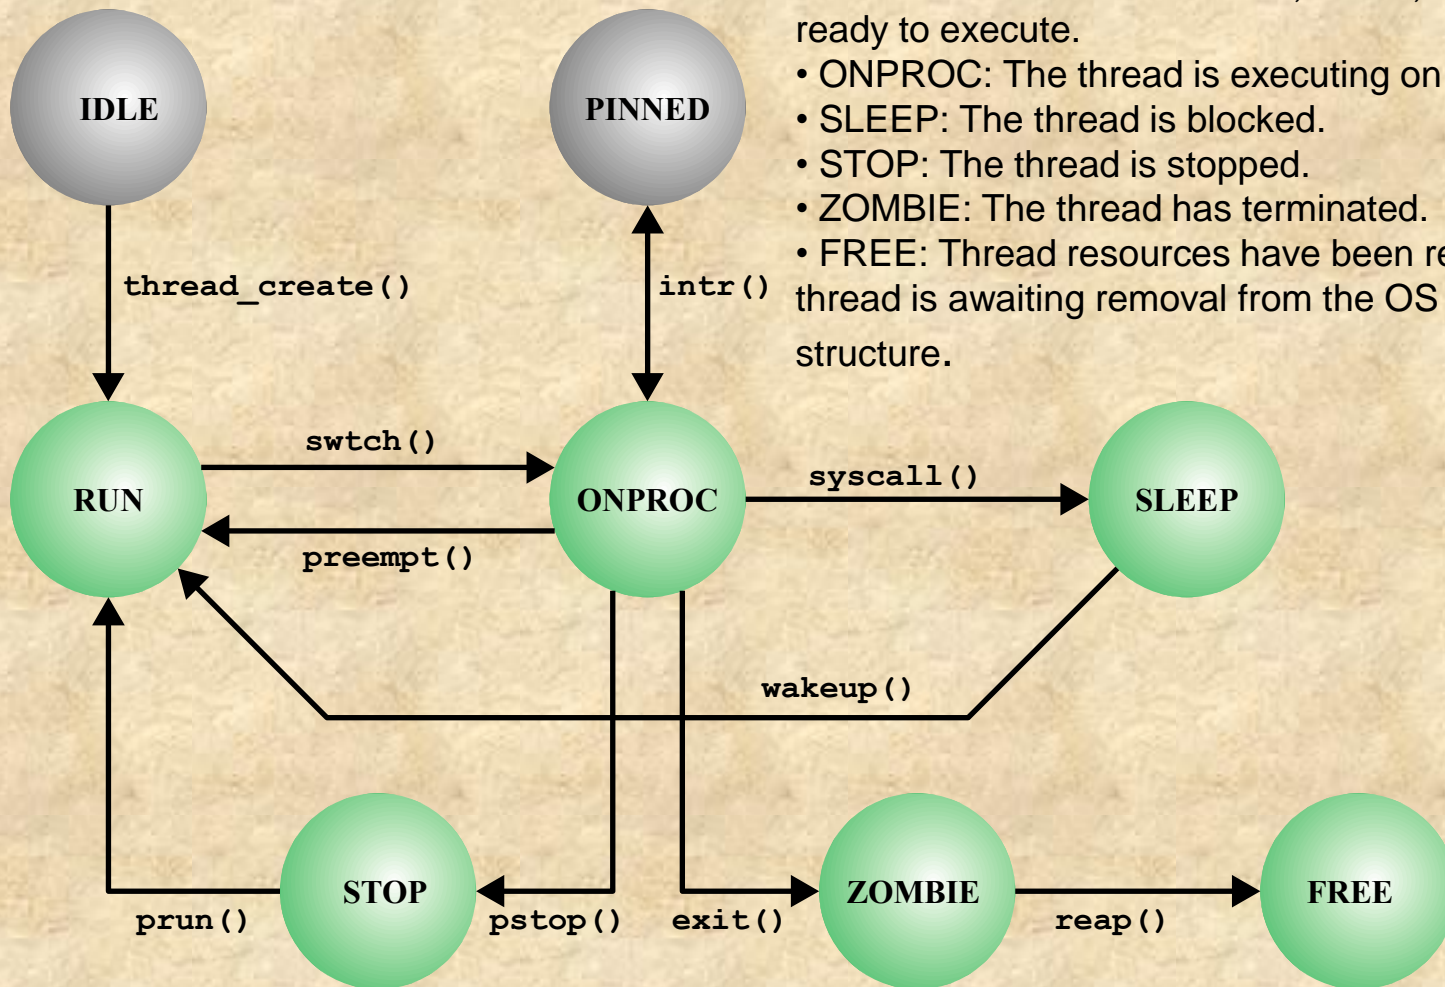 ready to execute.
• ONPROC: The thread is executing on
• SLEEP: The thread is blocked.
• STOP: The thread is stopped.
• ZOMBIE: The thread has terminated.
• FREE: Thread resources have been
thread is awaiting removal from the OS
structure.
IDLE
PINNED
thread_create()
intr()
swtch()
syscall()
RUN
ONPROC
SLEEP
preempt()
wakeup()
STOP
ZOMBIE
FREE
prun()
pstop()
exit()
reap()